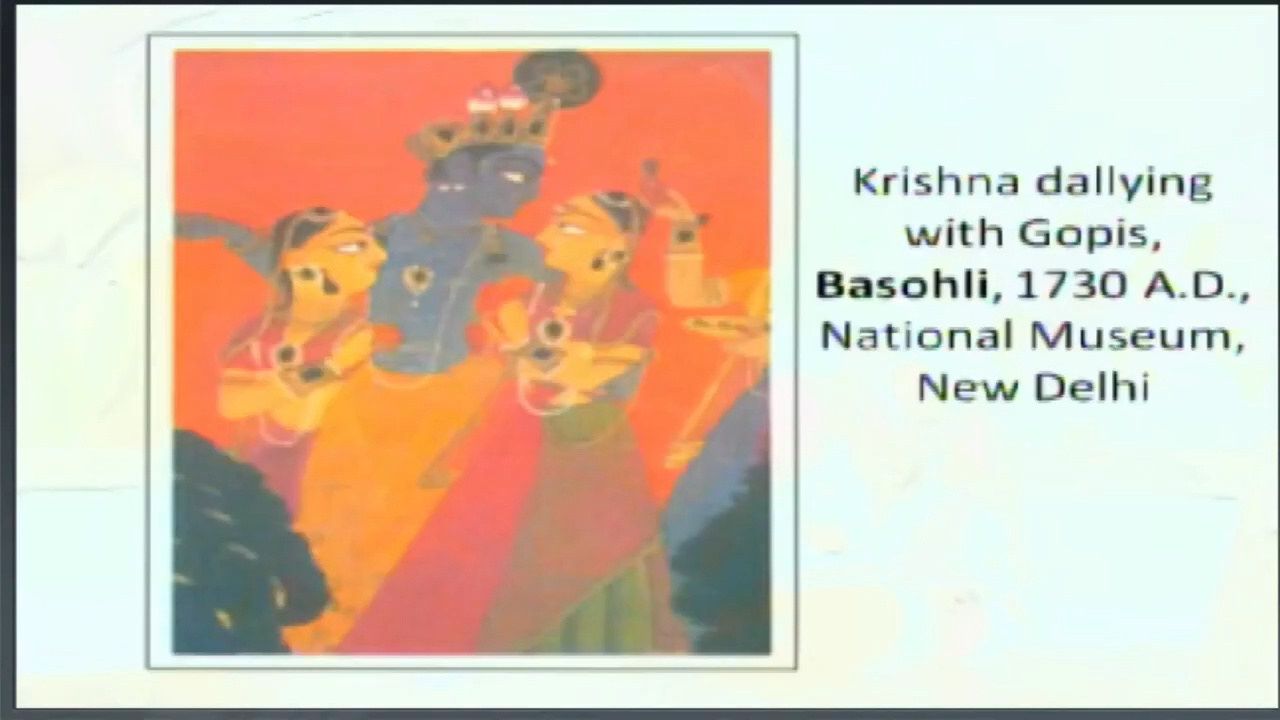 Krishna dallying
with Gopis,
Basohli, 1730 A.D.,
National Museum,
New Delhi